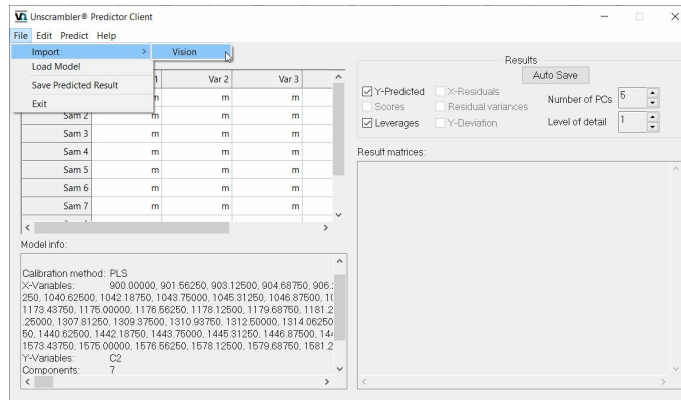 Unscrambler® Predictor Client
File Edit Predict Help
Import > Vision
Load Model
Save Predicted Result
Exit
Var 2 Var 3
m m
Sam 2 m m m
Sam 3 m m m
Sam 4 m m m
Sam 5 m m m
Sam 6 m m m
Sam 7 m m m
Model info:
Calibration method: PLS
X-Variables: 900.00000, 901.56250, 903.12500, 904.68750, 906.
250, 1040.62500, 1042.18750, 1043.75000, 1045.31250, 1046.87500, 10
1173.43750, 1175.00000, 1176.56250, 1178.12500, 1179.68750, 1181.2
.25000, 1307.81250, 1309.37500, 1310.93750, 1312.50000, 1314.06250
50, 1440.62500, 1442.18750, 1443.75000, 1445.31250, 1446.87500, 144
1573.43750, 1575.00000, 1576.56250, 1578.12500, 1579.68750, 1581.2
Y-Variables: C2
Components: 7
Results
Auto Save
Y-Predicted X-Residuals Number of PCs 5
Scores Residual variances
Leverages Y-Deviation Level of detail 1
Result matrices: